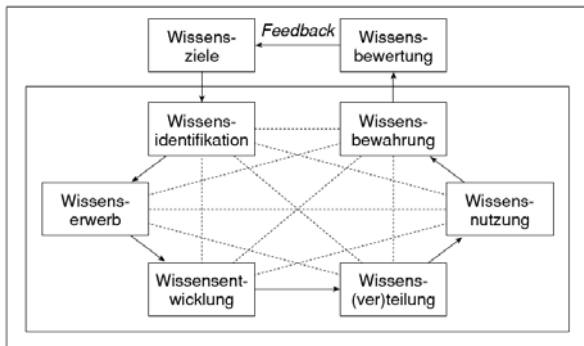 Wissens-
ziele
Feedback
Wissens-
bewertung
Wissens-
identifikation
Wissens-
bewahrung
Wissens-
erwerb
Wissens-
nutzung
Wissensent-
wicklung
Wissens-
(ver)teilung